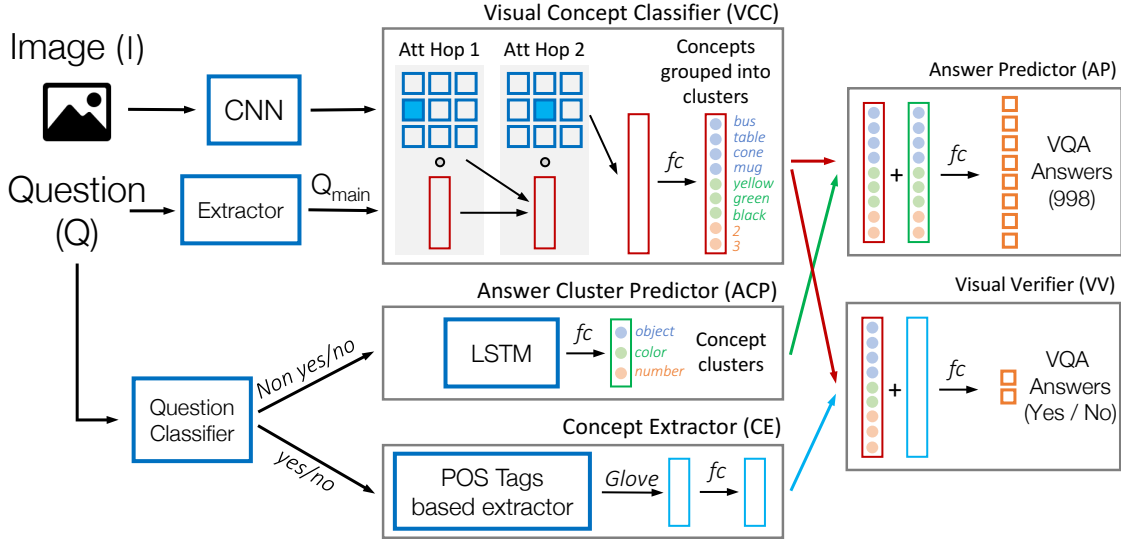 Visual Concept Classifier (VCC)
Image (I)
Att Hop 1
Att Hop 2
Concepts
grouped into
clusters
CNN
bus
table
cone
mug
yellow
green
black
2
3
fc
Question
(Q)
Extractor
Qmain
Answer Predictor (AP)
+
fc
VQA
Answers
(998)
Answer Cluster Predictor (ACP)
LSTM
fc
object
color
number
Concept
clusters
Visual Verifier (VV)
+
fc
VQA
Answers
(Yes / No)
Question
Classifier
Non yes/no
yes/no
Concept Extractor (CE)
POS Tags
based extractor
Glove
fc